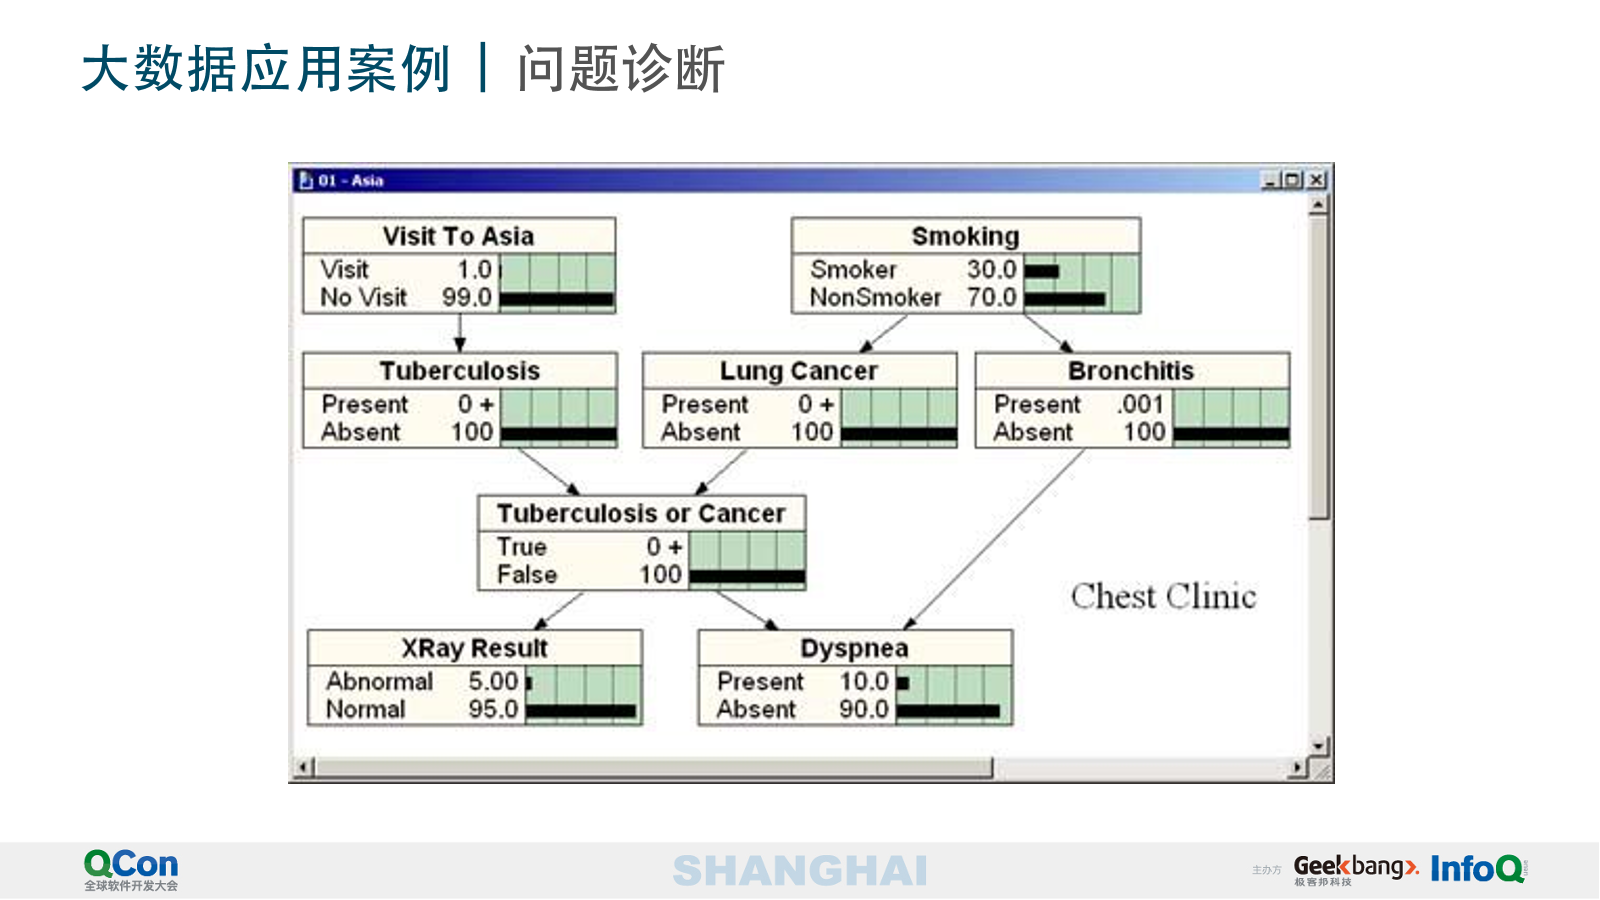 大数据应用案例 | 问题诊断
01 - Asia
Visit To Asia
Visit 1.0
No Visit 99.0
Smoking
Smoker 30.0
NonSmoker 70.0
Tuberculosis
Present 0 +
Absent 100
Lung Cancer
Present 0 +
Absent 100
Bronchitis
Present .001
Absent 100
Tuberculosis or Cancer
True 0 +
False 100
Chest Clinic
XRay Result
Abnormal 5.00
Normal 95.0
Dyspnea
Present 10.0
Absent 90.0
QCon
全球软件开发大会
SHANGHAI
主办方
Geekbang
极客邦科技
InfoQ